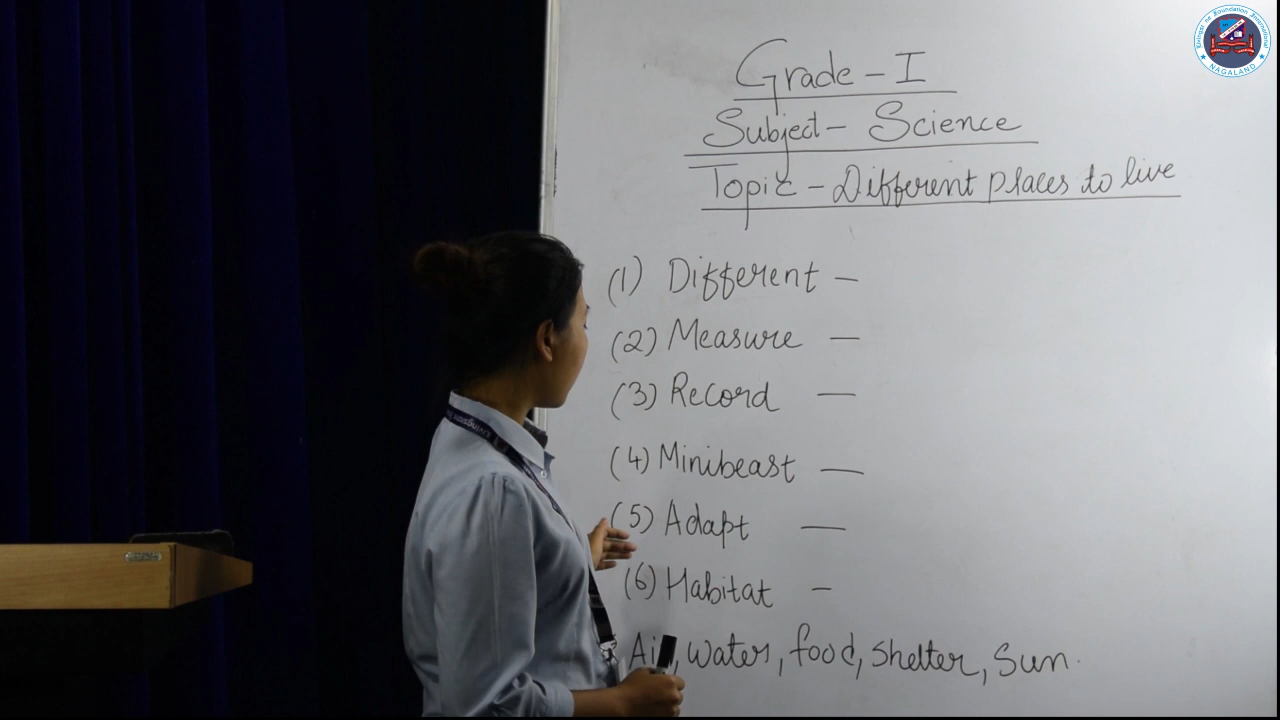 Grade - I
Subject - Science
Topic - Different places to live
(1) Different -
(2) Measure -
(3) Record -
(4) Minibeast -
(5) Adapt -
(6) Habitat -
Air, water, food, shelter, Sun.
NAGALAND